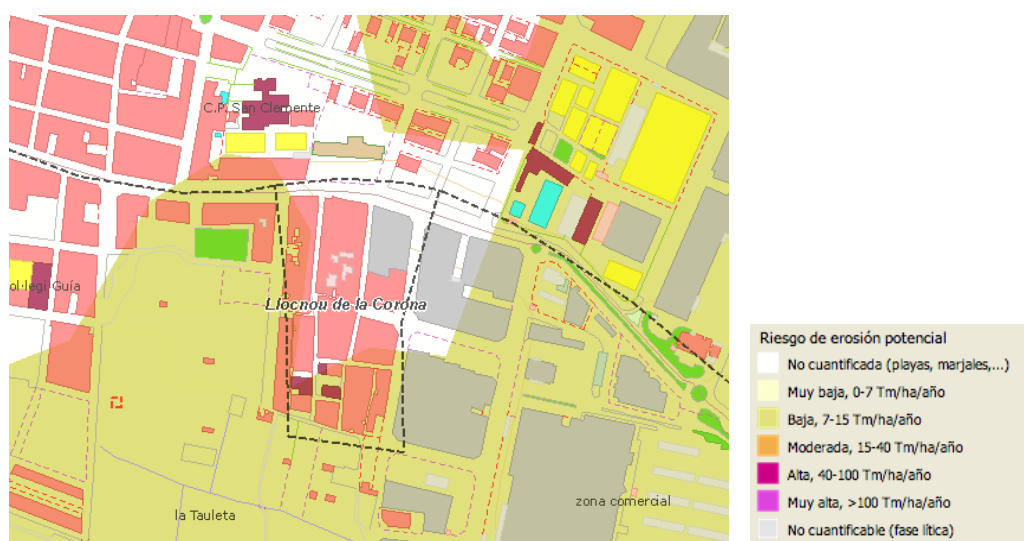 C.P. San Clemente
ol·legi Guía
Llocnou de la Corona
zona comercial
la Tauleta
Riesgo de erosión potencial
No cuantificada (playas, marjales,...)
Muy baja, 0-7 Tm/ha/año
Baja, 7-15 Tm/ha/año
Moderada, 15-40 Tm/ha/año
Alta, 40-100 Tm/ha/año
Muy alta, >100 Tm/ha/año
No cuantificable (fase lítica)